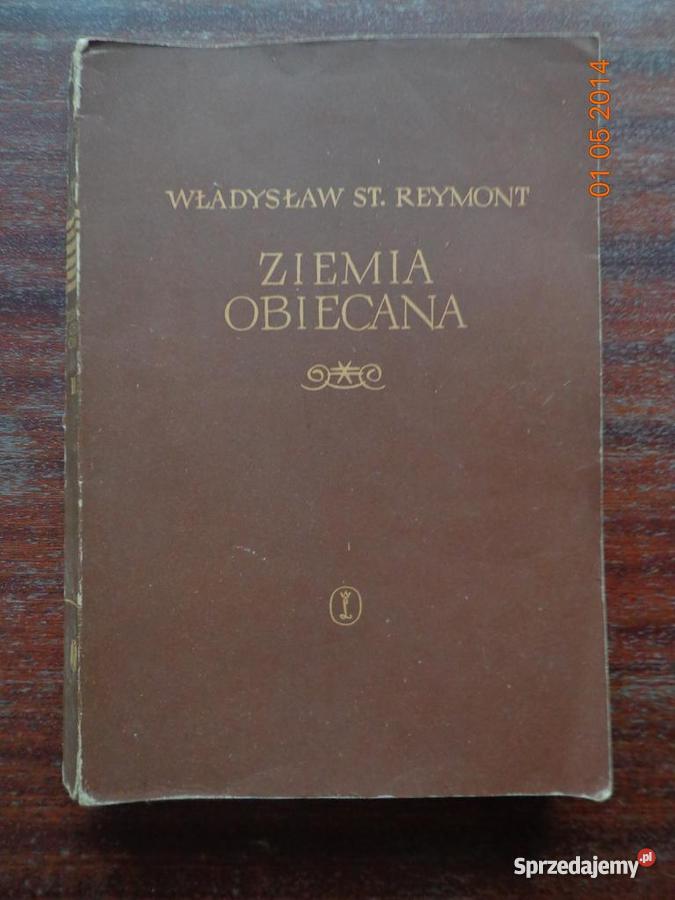 WŁADYSŁAW ST. REYMONT
ZIEMIA
OBIECANA
01 05 2014
Sprzedajemy.pl